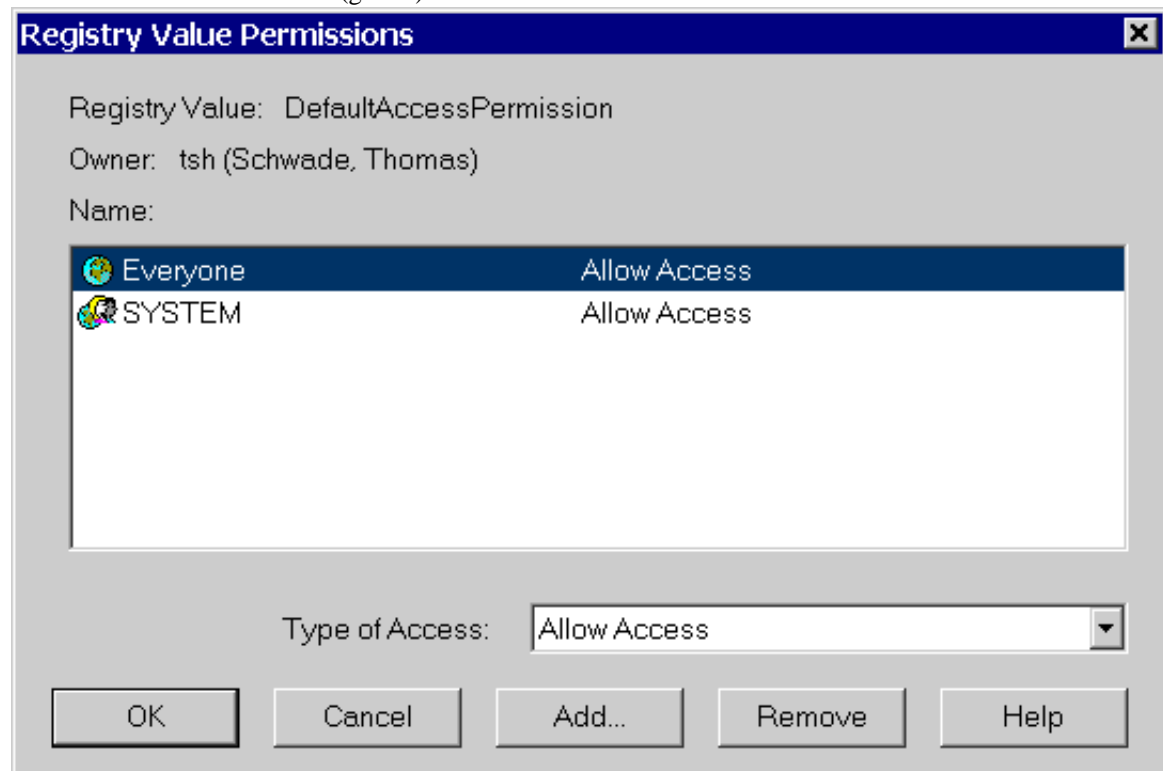 Registry Value Permissions
Registry Value: DefaultAccessPermission
Owner: tsh (Schwade, Thomas)
Name:
Everyone Allow Access
SYSTEM Allow Access
Type of Access: Allow Access
OK Cancel Add... Remove Help